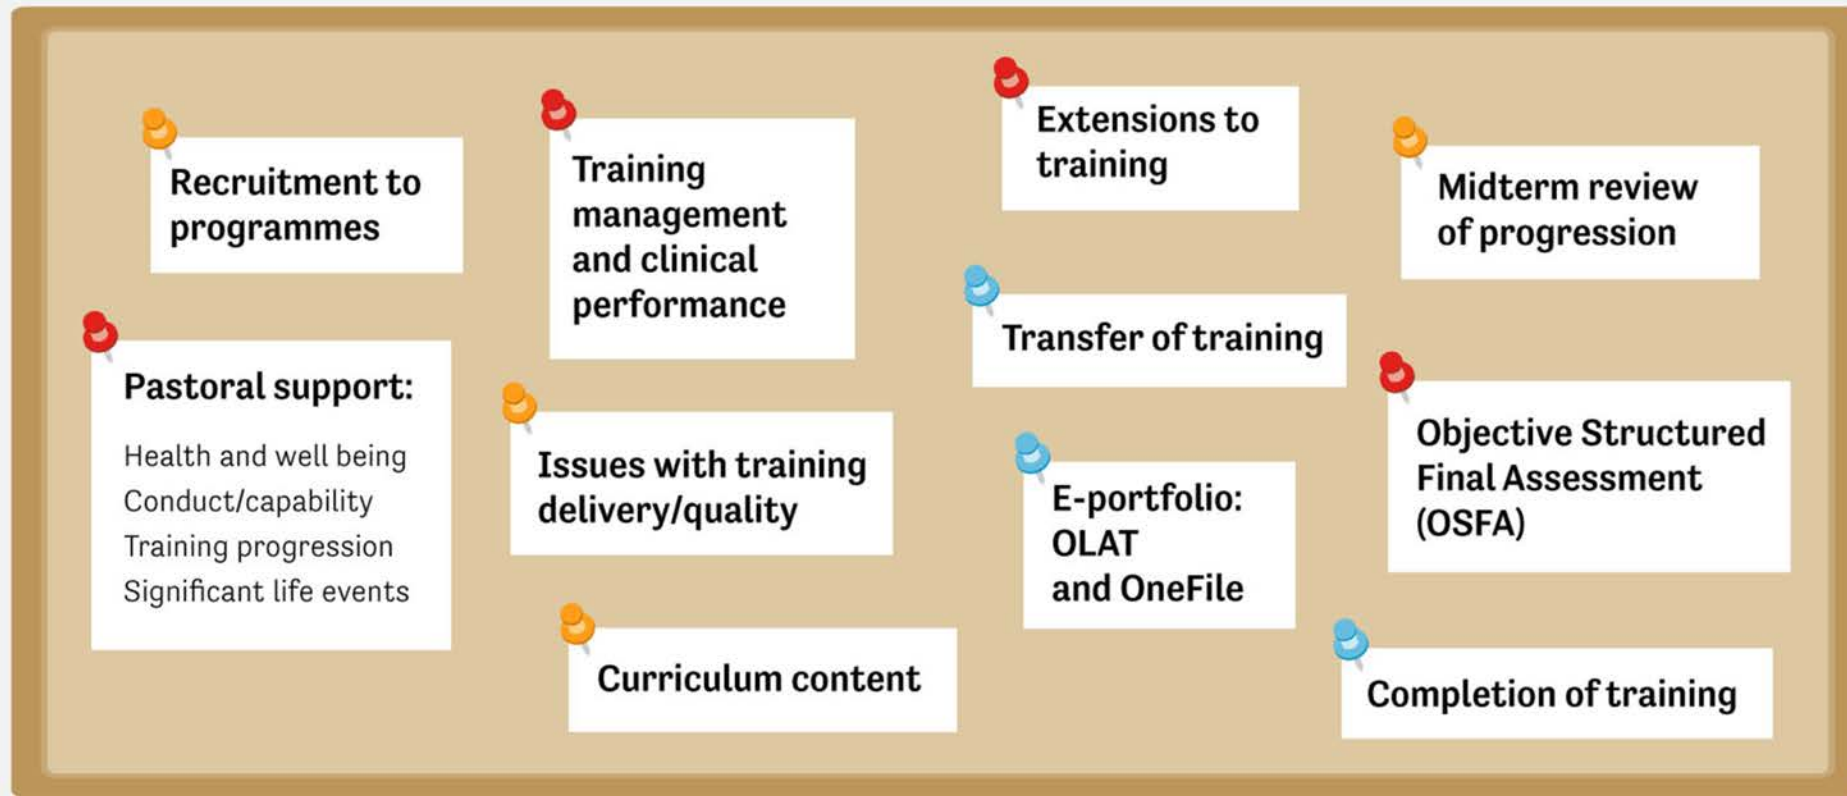 Recruitment to
programmes
Training
management
and clinical
performance
Extensions to
training
Midterm review
of progression
Pastoral support:
Health and well being
Conduct/capability
Training progression
Significant life events
Issues with training
delivery/quality
Transfer of training
E-portfolio:
OLAT
and OneFile
Objective Structured
Final Assessment
(OSFA)
Curriculum content
Completion of training